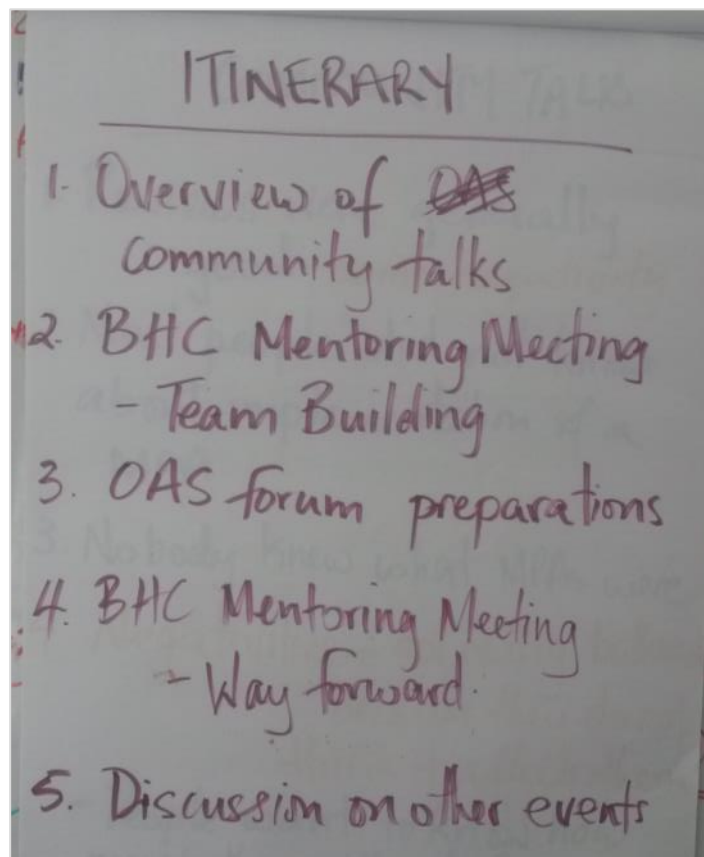 ITINERARY
1. Overview of
community talks
2. BHC Mentoring Meeting
- Team Building
3. OAS forum preparations
4. BHC Mentoring Meeting
- Way forward.
5. Discussion on other events